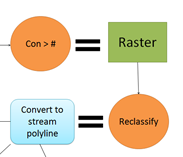 Con > #
Raster
Convert to
stream
polyline
Reclassify